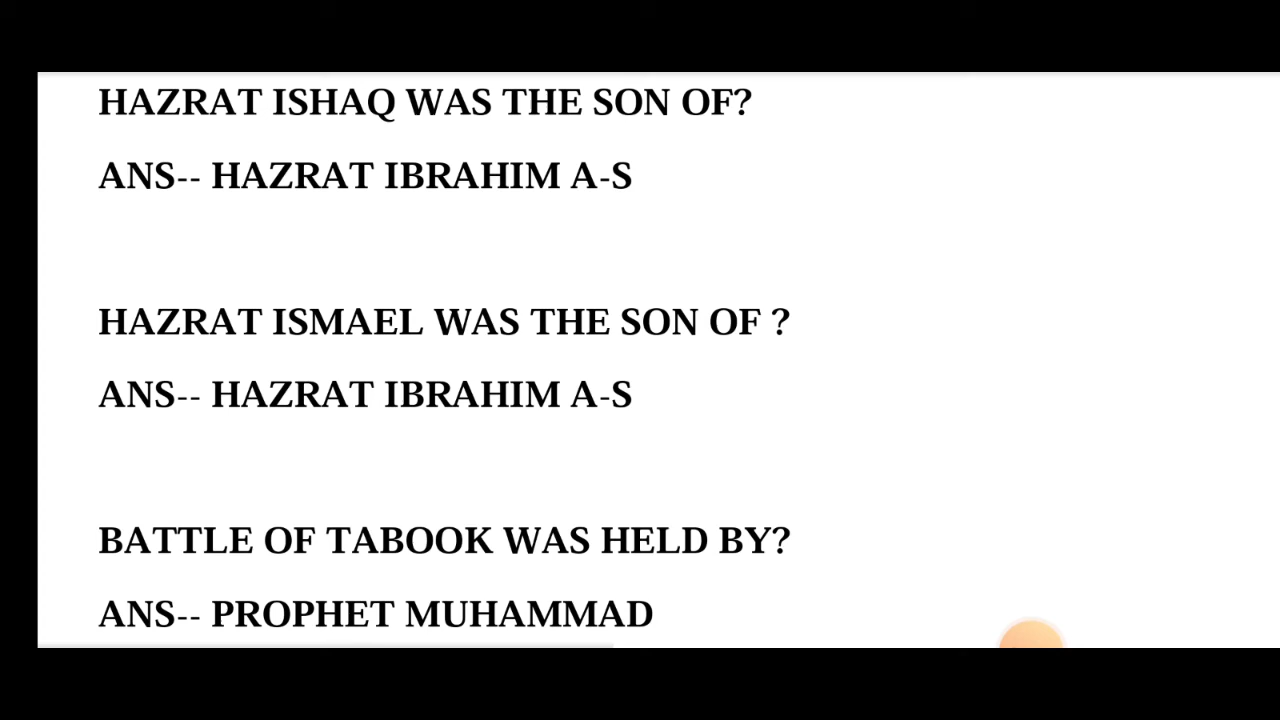 HAZRAT ISHAQ WAS THE SON OF?
ANS-- HAZRAT IBRAHIM A-S
HAZRAT ISMAEL WAS THE SON OF ?
ANS-- HAZRAT IBRAHIM A-S
BATTLE OF TABOOK WAS HELD BY?
ANS-- PROPHET MUHAMMAD